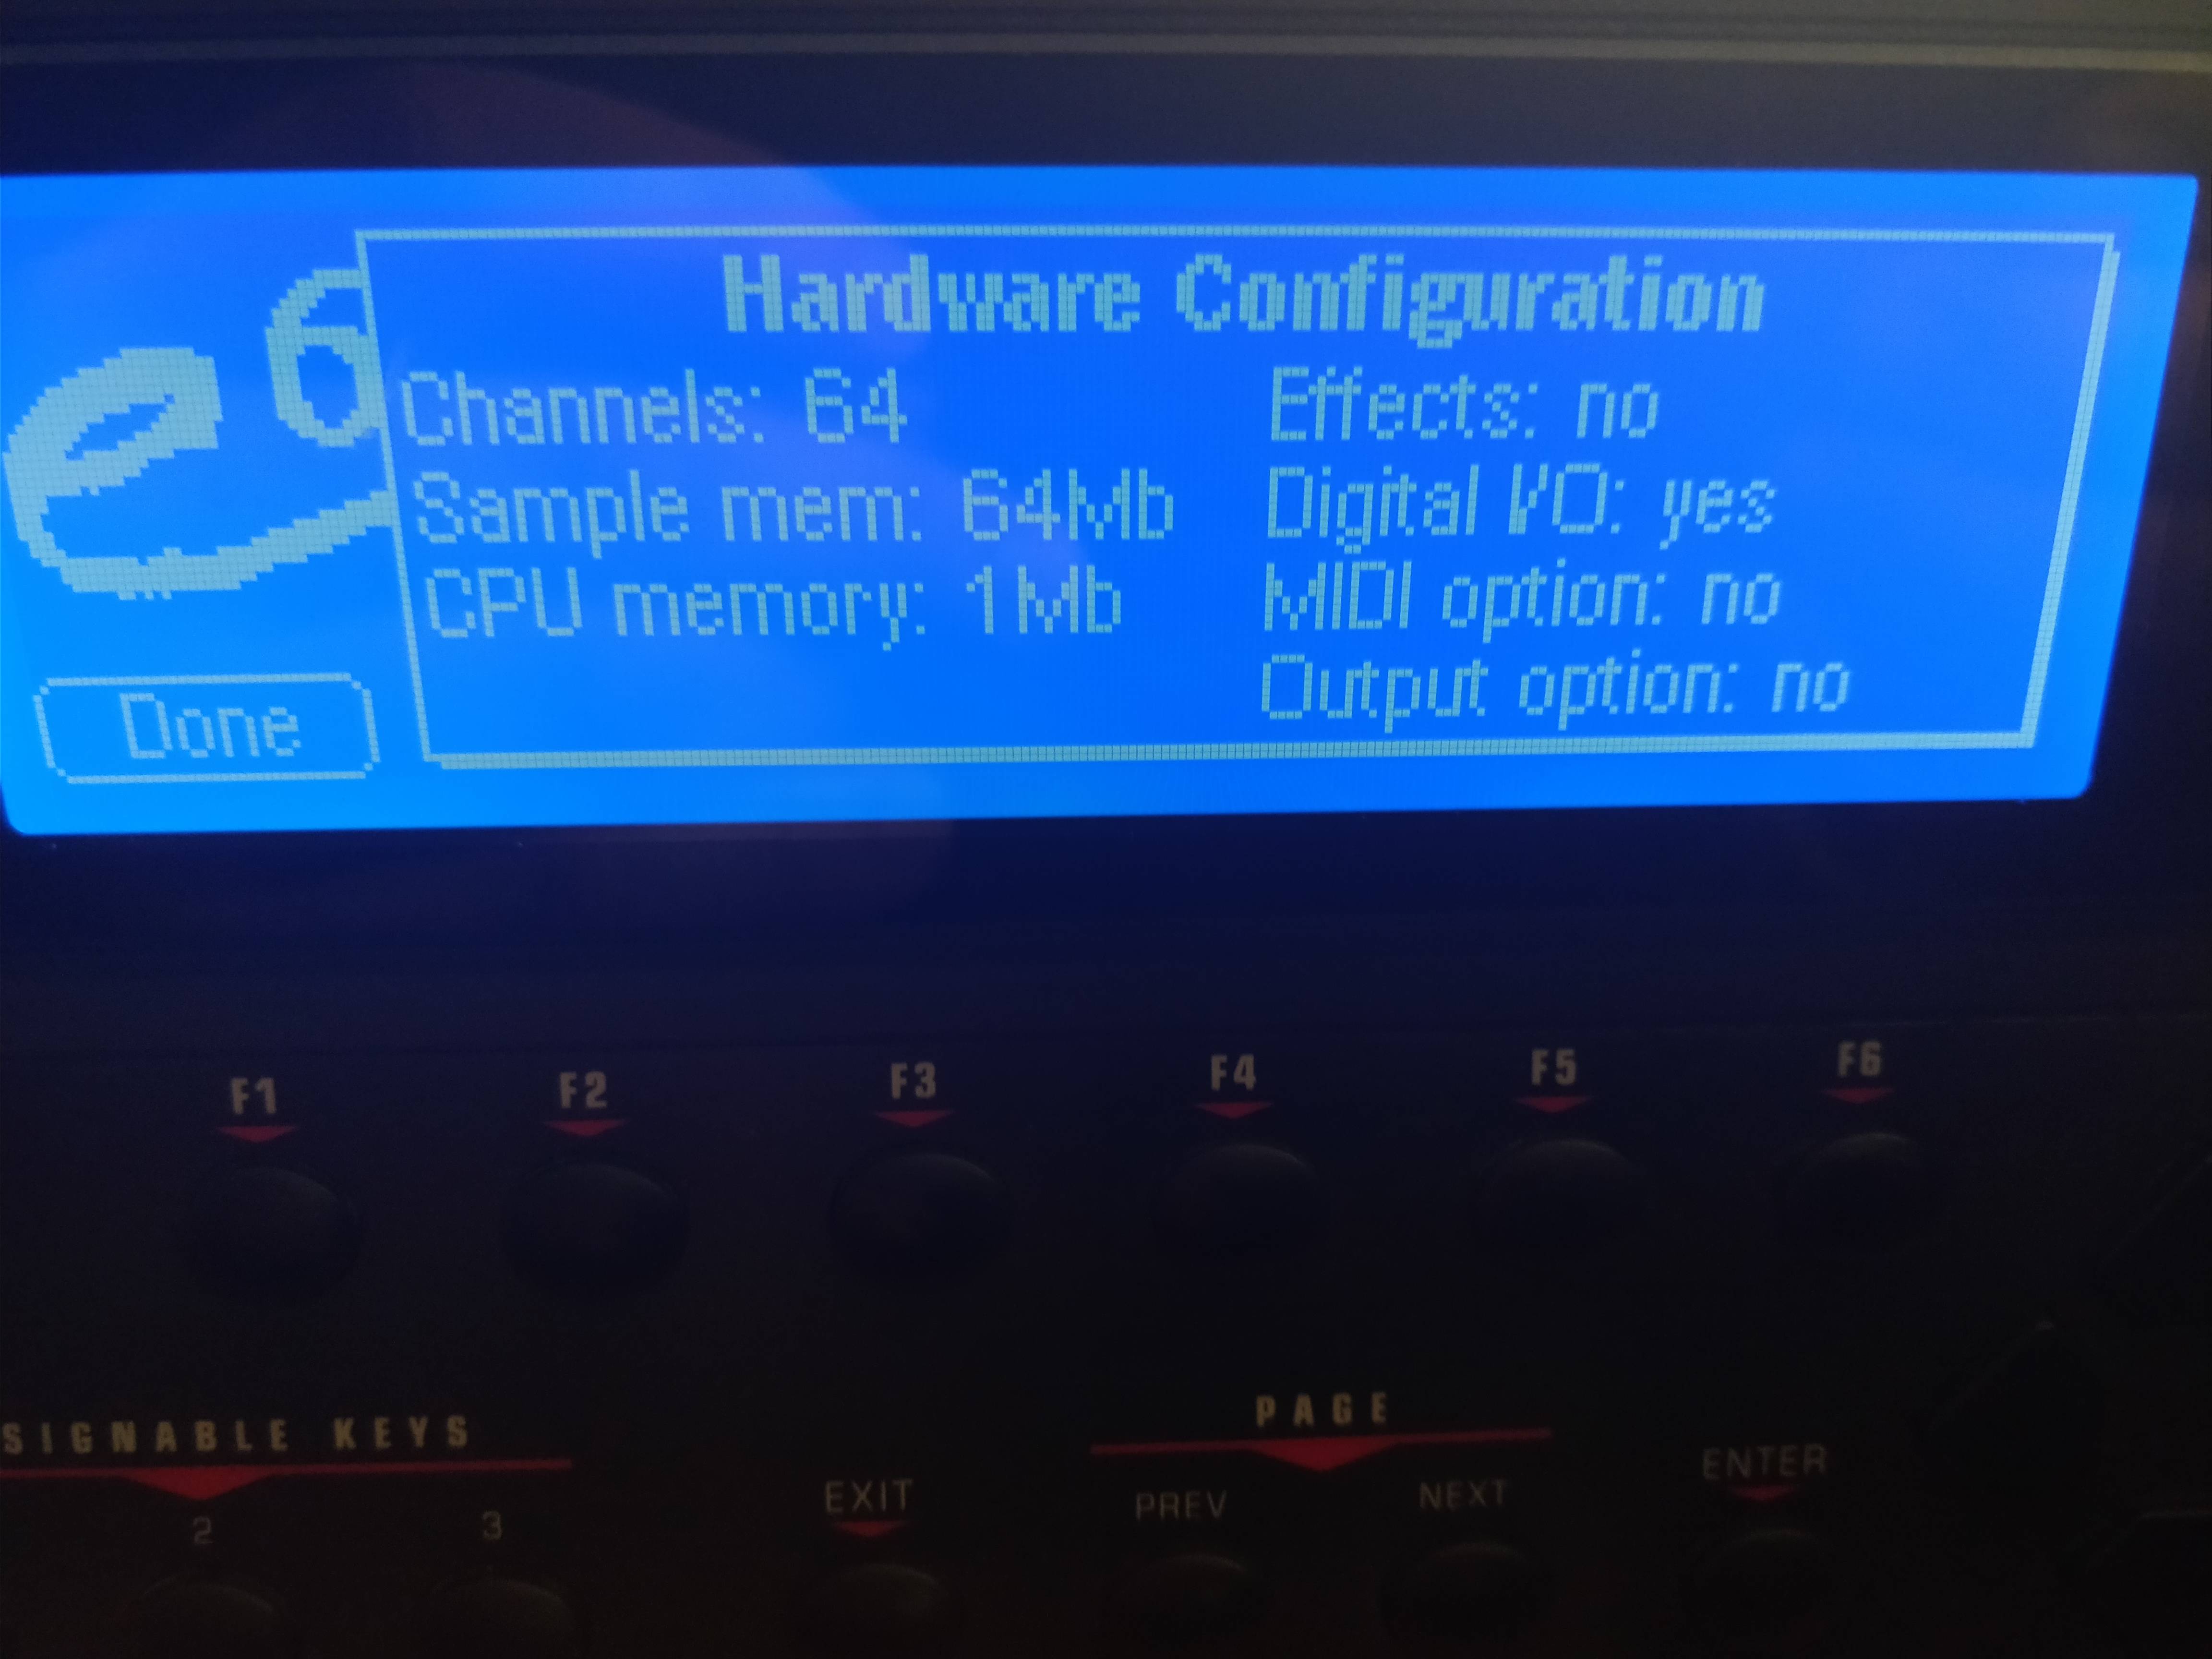 Hardware Configuration
Channels: 64
Effects: no
Sample mem: 64Mb
Digital I/O: yes
CPU memory: 1Mb
MIDI option: no
Output option: no
6
Done
F1 F2 F3 F4 F5 F6
SIGNABLE KEYS
PAGE
2 3
EXIT
PREV
NEXT
ENTER